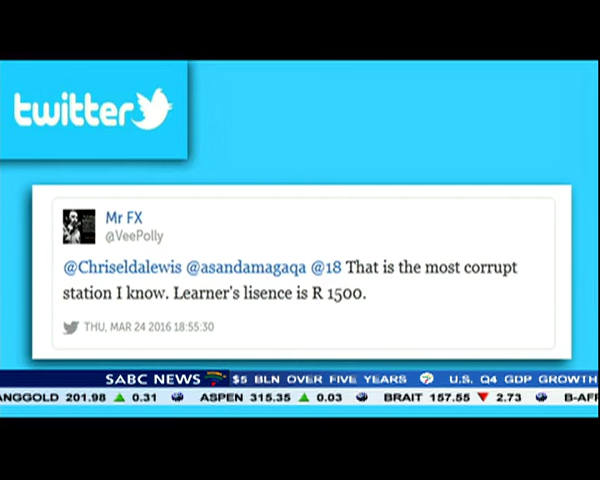 twitter
Mr FX
@VeePolly
@Chriseldalewis @asandamagaqa @18 That is the most corrupt
station I know. Learner's lisence is R 1500.
THU, MAR 24 2016 18:55:30
SABC NEWS $5 BLN OVER FIVE YEARS U.S. Q4 GDP GROWTH
ANGGOLD 201.98 ▲ 0.31 ASPEN 315.35 ▲ 0.03 BRAIT 157.55 ▼ 2.73 B-AF